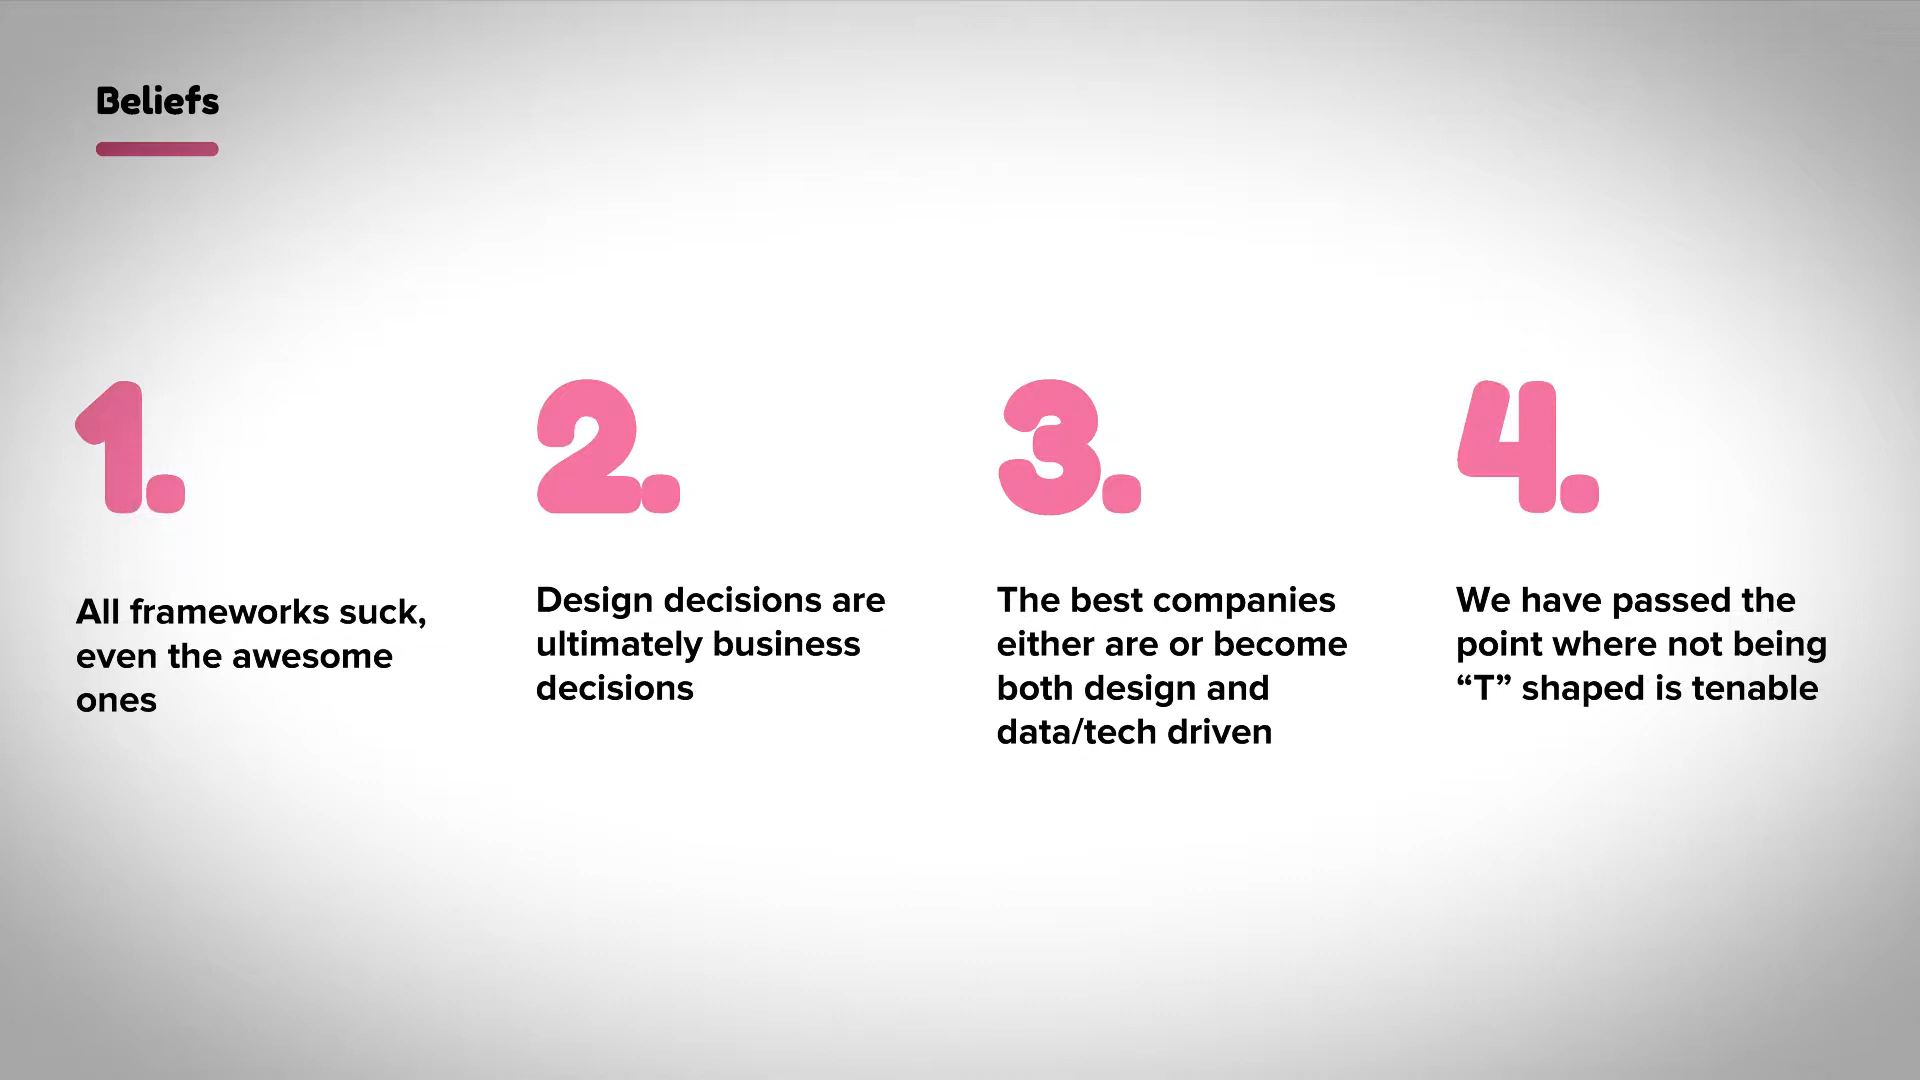 Beliefs
1.
All frameworks suck,
even the awesome
ones
2.
Design decisions are
ultimately business
decisions
3.
The best companies
either are or become
both design and
data/tech driven
4.
We have passed the
point where not being
“T” shaped is tenable